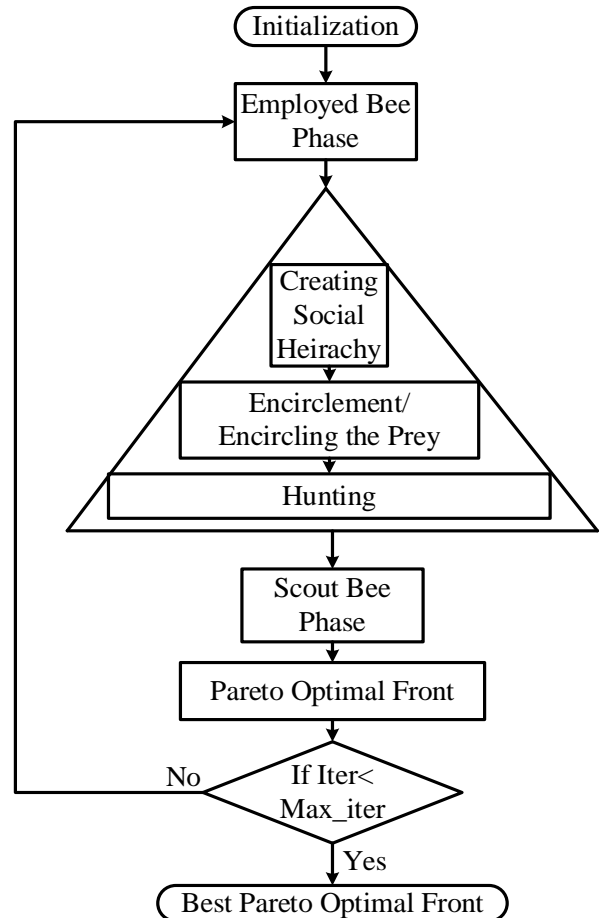 Initialization
Employed Bee
Phase
Creating
Social
Heirachy
Encirclement/
Encircling the Prey
Hunting
Scout Bee
Phase
Pareto Optimal Front
No
If Iter<
Max_iter
Yes
Best Pareto Optimal Front